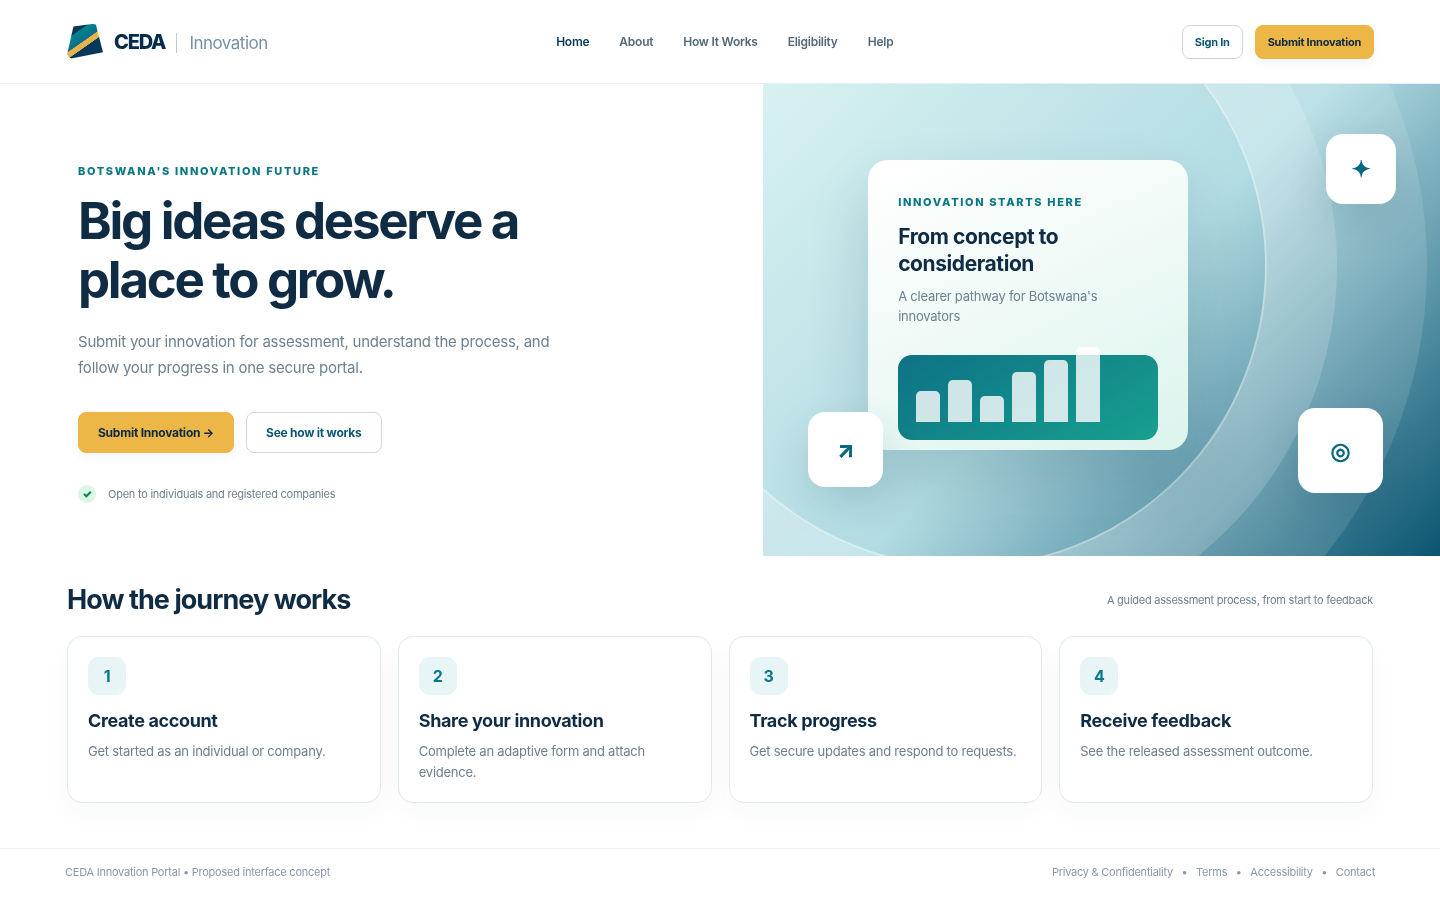 CEDA Innovation
Home About How It Works Eligibility Help
Sign In
Submit Innovation
BOTSWANA'S INNOVATION FUTURE
Big ideas deserve a
place to grow.
Submit your innovation for assessment, understand the process, and
follow your progress in one secure portal.
Submit Innovation →
See how it works
Open to individuals and registered companies
INNOVATION STARTS HERE
From concept to
consideration
A clearer pathway for Botswana's
innovators
How the journey works
A guided assessment process, from start to feedback
1
Create account
Get started as an individual or company.
2
Share your innovation
Complete an adaptive form and attach
evidence.
3
Track progress
Get secure updates and respond to requests.
4
Receive feedback
See the released assessment outcome.
CEDA Innovation Portal • Proposed interface concept
Privacy & Confidentiality • Terms • Accessibility • Contact